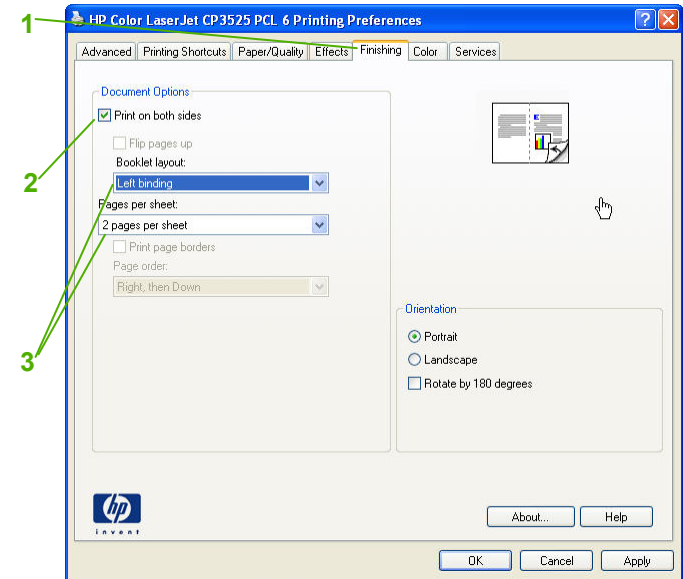 1
HP Color LaserJet CP3525 PCL 6 Printing Preferences
Advanced Printing Shortcuts Paper/Quality Effects Finishing Color Services
Document Options
Print on both sides
Flip pages up
2
Booklet layout:
Left binding
Pages per sheet:
2 pages per sheet
Print page borders
Page order:
Right, then Down
3
Orientation
Portrait
Landscape
Rotate by 180 degrees
hp
invent
About... Help
OK Cancel Apply